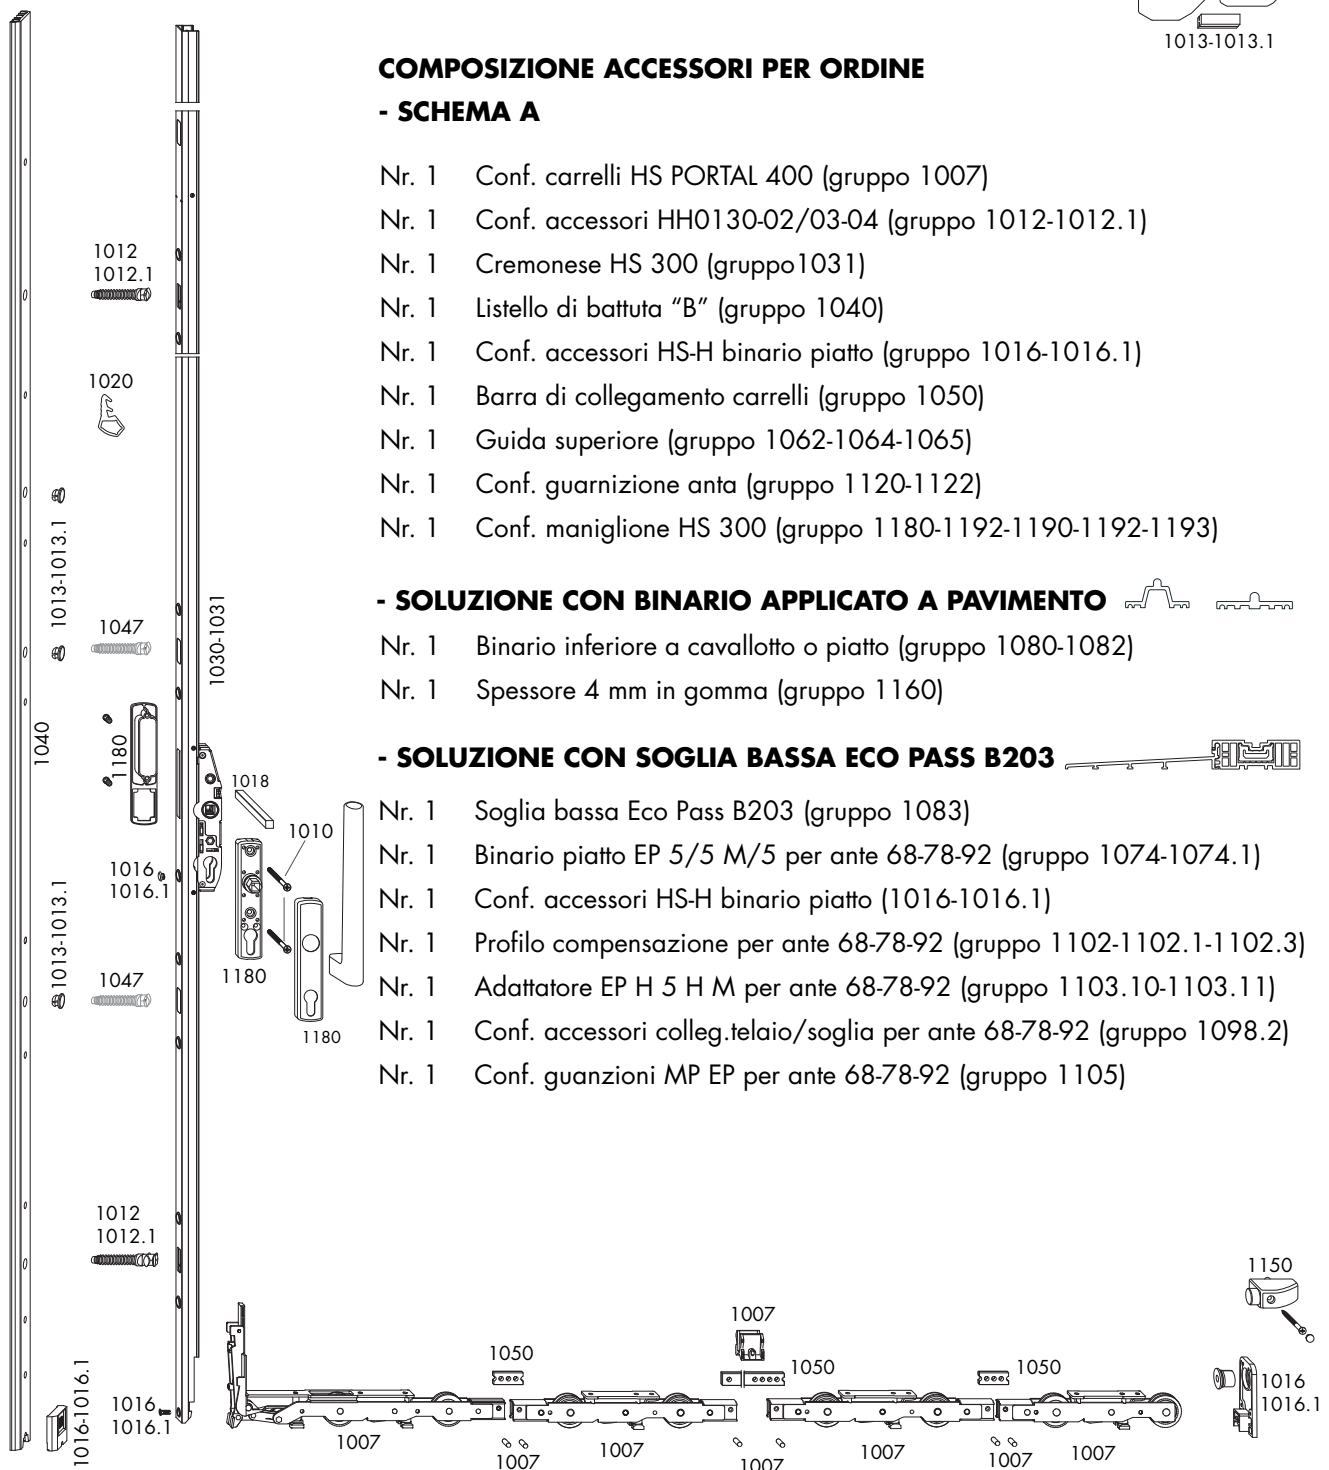 1013-1013.1
COMPOSIZIONE ACCESSORI PER ORDINE
- SCHEMA A
Nr. 1 Conf. carrelli HS PORTAL 400 (gruppo 1007)
Nr. 1 Conf. accessori HH0130-02/03-04 (gruppo 1012-1012.1)
Nr. 1 Cremonese HS 300 (gruppo1031)
Nr. 1 Listello di battuta “B” (gruppo 1040)
Nr. 1 Conf. accessori HS-H binario piatto (gruppo 1016-1016.1)
Nr. 1 Barra di collegamento carrelli (gruppo 1050)
Nr. 1 Guida superiore (gruppo 1062-1064-1065)
Nr. 1 Conf. guarnizione anta (gruppo 1120-1122)
Nr. 1 Conf. maniglione HS 300 (gruppo 1180-1192-1190-1192-1193)
- SOLUZIONE CON BINARIO APPLICATO A PAVIMENTO
Nr. 1 Binario inferiore a cavallotto o piatto (gruppo 1080-1082)
Nr. 1 Spessore 4 mm in gomma (gruppo 1160)
- SOLUZIONE CON SOGLIA BASSA ECO PASS B203
Nr. 1 Soglia bassa Eco Pass B203 (gruppo 1083)
Nr. 1 Binario piatto EP 5/5 M/5 per ante 68-78-92 (gruppo 1074-1074.1)
Nr. 1 Conf. accessori HS-H binario piatto (1016-1016.1)
Nr. 1 Profilo compensazione per ante 68-78-92 (gruppo 1102-1102.1-1102.3)
Nr. 1 Adattatore EP H 5 H M per ante 68-78-92 (gruppo 1103.10-1103.11)
Nr. 1 Conf. accessori colleg.telaio/soglia per ante 68-78-92 (gruppo 1098.2)
Nr. 1 Conf. guanzioni MP EP per ante 68-78-92 (gruppo 1105)
1012
1012.1
1020
1013-1013.1
1047
1030-1031
1040
1180
1018
1010
1016
1016.1
1013-1013.1
1047
1180
1180
1012
1012.1
1150
1007
1050
1050
1050
1016
1016.1
1016-1016.1
1016
1016.1
1007
1007
1007
1007
1007
1007
1007